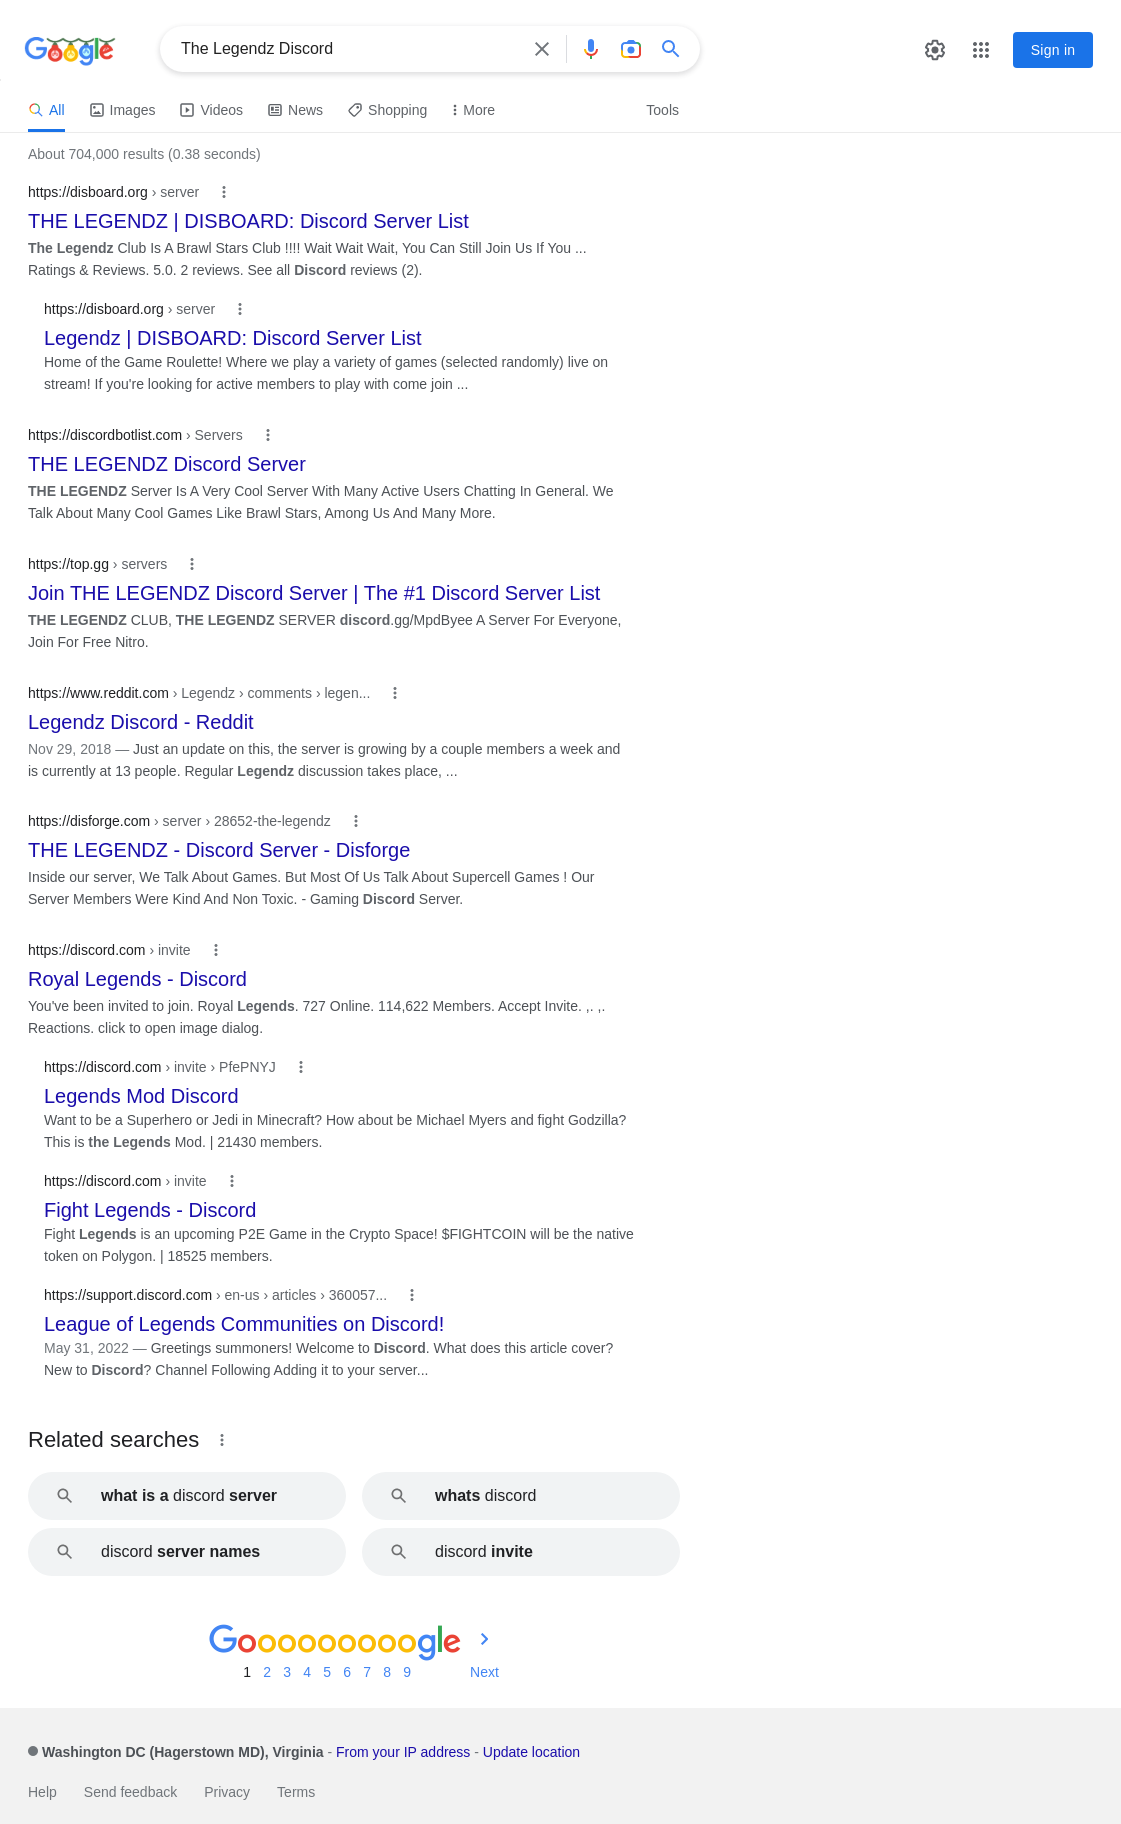 Google
The Legendz Discord
Sign in
All Images Videos News Shopping More Tools
About 704,000 results (0.38 seconds)
https://disboard.org › server
THE LEGENDZ | DISBOARD: Discord Server List
The Legendz Club Is A Brawl Stars Club !!!! Wait Wait Wait, You Can Still Join Us If You ...
Ratings & Reviews. 5.0. 2 reviews. See all Discord reviews (2).
https://disboard.org › server
Legendz | DISBOARD: Discord Server List
Home of the Game Roulette! Where we play a variety of games (selected randomly) live on
stream! If you're looking for active members to play with come join ...
https://discordbotlist.com › Servers
THE LEGENDZ Discord Server
THE LEGENDZ Server Is A Very Cool Server With Many Active Users Chatting In General. We
Talk About Many Cool Games Like Brawl Stars, Among Us And Many More.
https://top.gg › servers
Join THE LEGENDZ Discord Server | The #1 Discord Server List
THE LEGENDZ CLUB, THE LEGENDZ SERVER discord.gg/MpdByee A Server For Everyone,
Join For Free Nitro.
https://www.reddit.com › Legendz › comments › legen...
Legendz Discord - Reddit
Nov 29, 2018 — Just an update on this, the server is growing by a couple members a week and
is currently at 13 people. Regular Legendz discussion takes place, ...
https://disforge.com › server › 28652-the-legendz
THE LEGENDZ - Discord Server - Disforge
Inside our server, We Talk About Games. But Most Of Us Talk About Supercell Games ! Our
Server Members Were Kind And Non Toxic. - Gaming Discord Server.
https://discord.com › invite
Royal Legends - Discord
You've been invited to join. Royal Legends. 727 Online. 114,622 Members. Accept Invite. ,. ,.
Reactions. click to open image dialog.
https://discord.com › invite › PfePNYJ
Legends Mod Discord
Want to be a Superhero or Jedi in Minecraft? How about be Michael Myers and fight Godzilla?
This is the Legends Mod. | 21430 members.
https://discord.com › invite
Fight Legends - Discord
Fight Legends is an upcoming P2E Game in the Crypto Space! $FIGHTCOIN will be the native
token on Polygon. | 18525 members.
https://support.discord.com › en-us › articles › 360057...
League of Legends Communities on Discord!
May 31, 2022 — Greetings summoners! Welcome to Discord. What does this article cover?
New to Discord? Channel Following Adding it to your server...
Related searches
what is a discord server
whats discord
discord server names
discord invite
Goooooooooogle
1 2 3 4 5 6 7 8 9 Next
Washington DC (Hagerstown MD), Virginia - From your IP address - Update location
Help Send feedback Privacy Terms